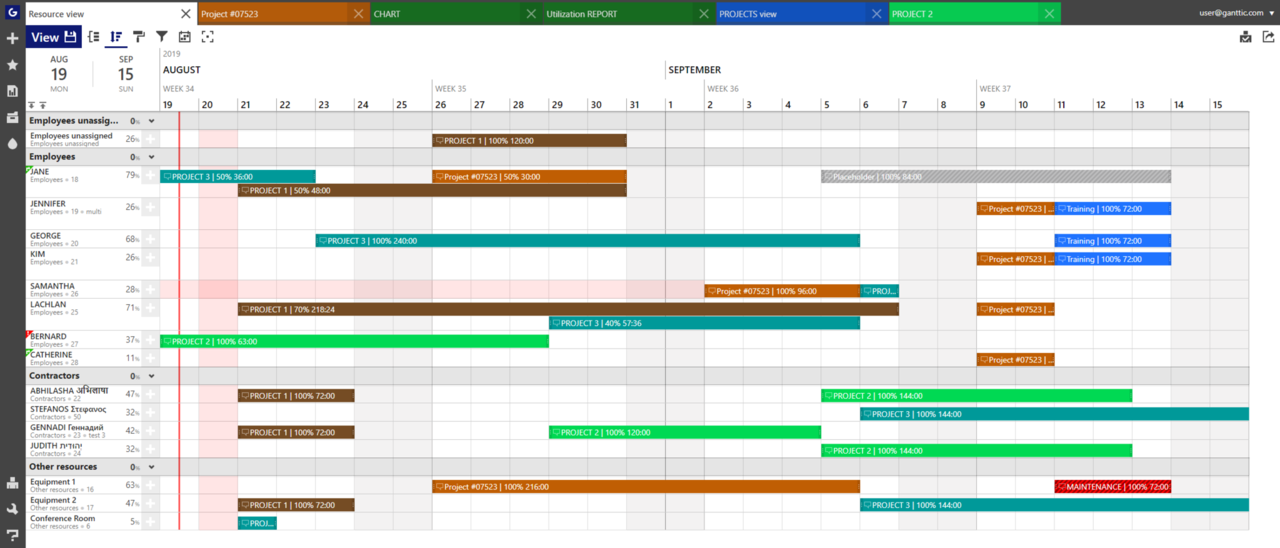 Resource view
Project #07523
CHART
Utilization REPORT
PROJECTS view
PROJECT 2
user@ganttic.com
View
AUG
19
MON
SEP
15
SUN
2019
AUGUST
SEPTEMBER
WEEK 34
WEEK 35
WEEK 36
WEEK 37
19 20 21 22 23 24 25 26 27 28 29 30 31 1 2 3 4 5 6 7 8 9 10 11 12 13 14 15
Employees unassig... 0%
Employees unassigned 26%
Employees unassigned
PROJECT 1 | 100% 120:00
Employees 0%
JANE 79%
Employees = 18
PROJECT 3 | 50% 36:00
Project #07523 | 50% 30:00
Placeholder | 100% 84:00
PROJECT 1 | 50% 48:00
JENNIFER 26%
Employees = 19 = multi
Project #07523 | ...
Training | 100% 72:00
GEORGE 68%
Employees = 20
PROJECT 3 | 100% 240:00
Training | 100% 72:00
KIM 26%
Employees = 21
Project #07523 | ...
Training | 100% 72:00
SAMANTHA 28%
Employees = 26
Project #07523 | 100% 96:00
PROJ...
LACHLAN 71%
Employees = 25
PROJECT 1 | 70% 218:24
Project #07523 | ...
PROJECT 3 | 40% 57:36
BERNARD 37%
Employees = 27
PROJECT 2 | 100% 63:00
CATHERINE 11%
Employees = 28
Project #07523 | ...
Contractors 0%
ABHILASHA अभिलाषा 47%
Contractors = 22
PROJECT 1 | 100% 72:00
PROJECT 2 | 100% 144:00
STEFANOS Στεφανος 32%
Contractors = 50
PROJECT 3 | 100% 144:00
GENNADI Геннадий 42%
Contractors = 23 = test 3
PROJECT 1 | 100% 72:00
PROJECT 2 | 100% 120:00
JUDITH יהודית 32%
Contractors = 24
PROJECT 2 | 100% 144:00
Other resources 0%
Equipment 1 63%
Other resources = 16
Project #07523 | 100% 216:00
MAINTENANCE | 100% 72:00
Equipment 2 47%
Other resources = 17
PROJECT 1 | 100% 72:00
PROJECT 3 | 100% 144:00
Conference Room 5%
Other resources = 6
PROJ...